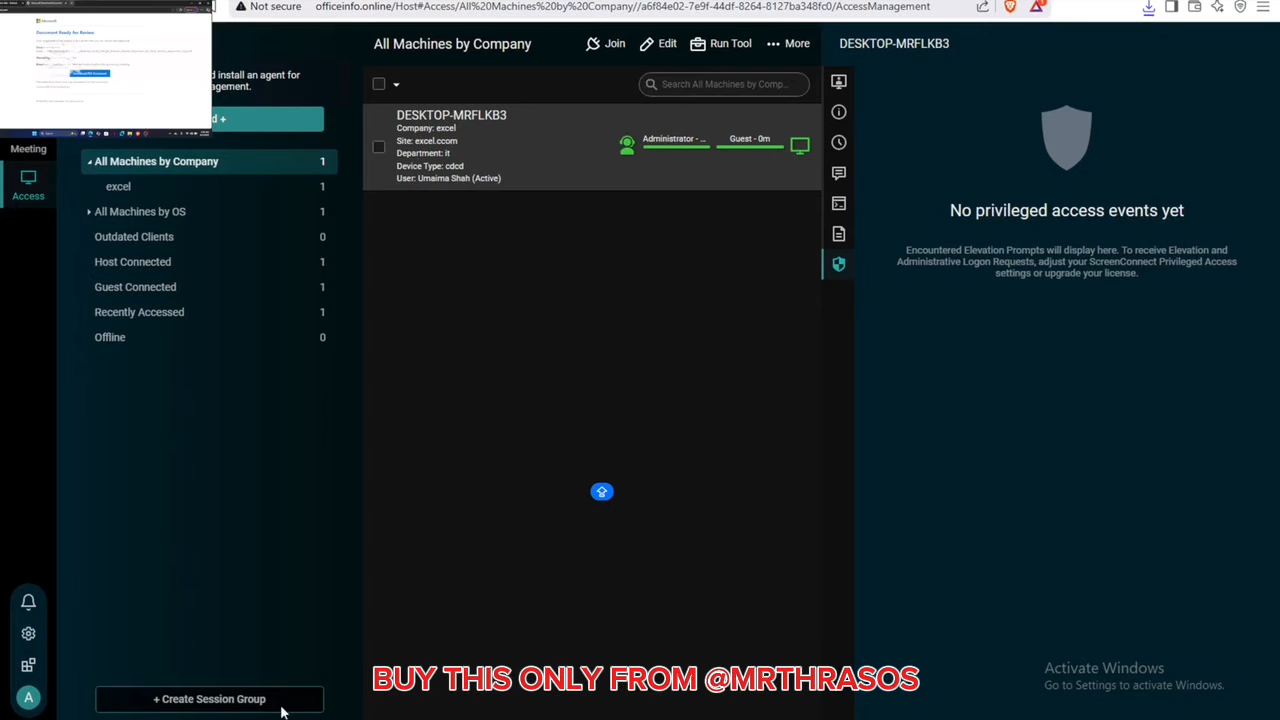 Not secure
officeinfo.online/Host#Access/All%20Machines%20by%20Company//a6f84e02-7e9f-44df-ac64-8127ba348fc0/AccessManagement
Microsoft
Document Ready for Review
install an agent for
+
Meeting
Access
All Machines by Company 1
excel 1
All Machines by OS 1
Outdated Clients 0
Host Connected 1
Guest Connected 1
Recently Accessed 1
Offline 0
+ Create Session Group
A
All Machines by Company
Edit
Search All Machines by Comp...
DESKTOP-MRFLKB3
Company: excel
Site: excel.ccom
Department: it
Device Type: cdcd
User: Umaima Shah (Active)
Administrator - ...
Guest - 0m
DESKTOP-MRFLKB3
No privileged access events yet
Encountered Elevation Prompts will display here. To receive Elevation and
Administrative Logon Requests, adjust your ScreenConnect Privileged Access
settings or upgrade your license.
Activate Windows
Go to Settings to activate Windows.
BUY THIS ONLY FROM @MRTHRASOS